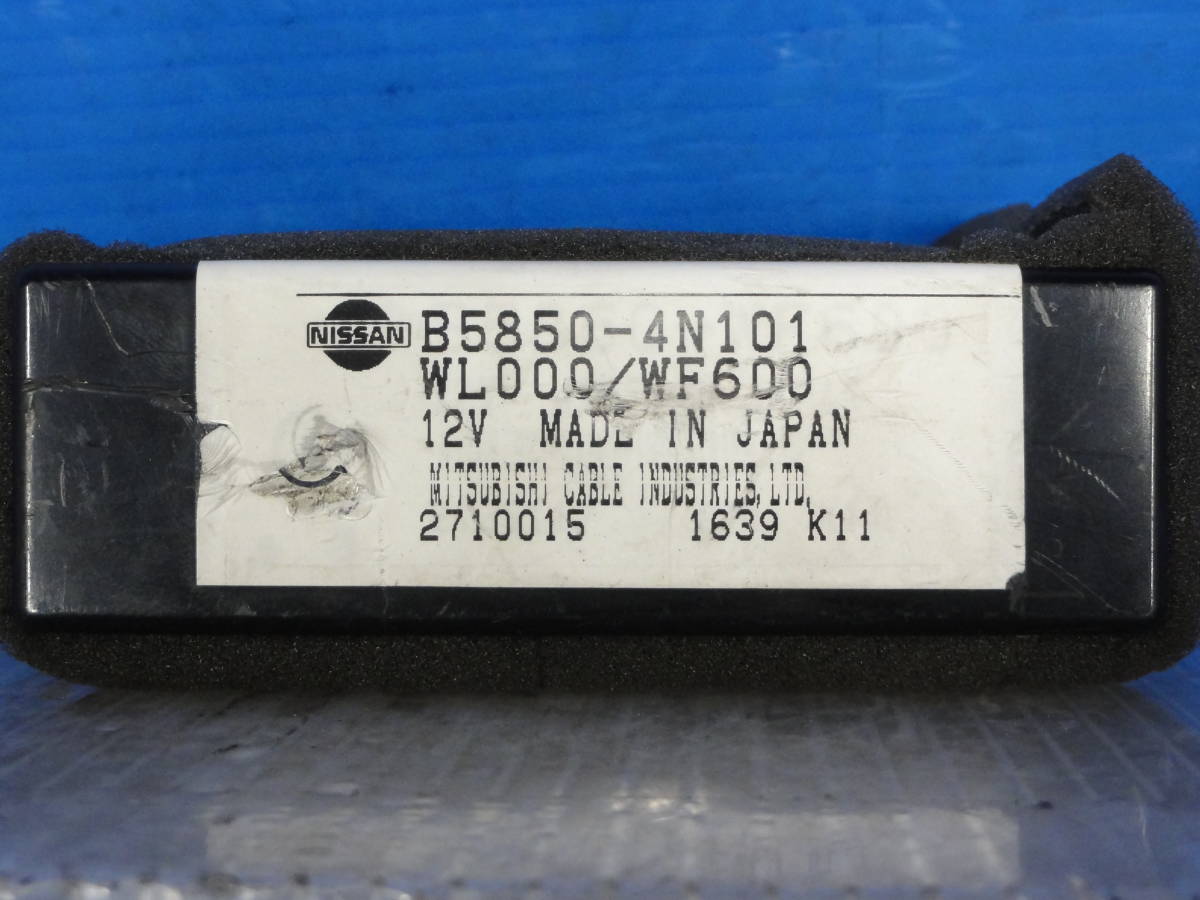 NISSAN B5850-4N101
WL000/WF600
12V MADE IN JAPAN
MITSUBISHI CABLE INDUSTRIES,LTD.
2710015 1639 K11